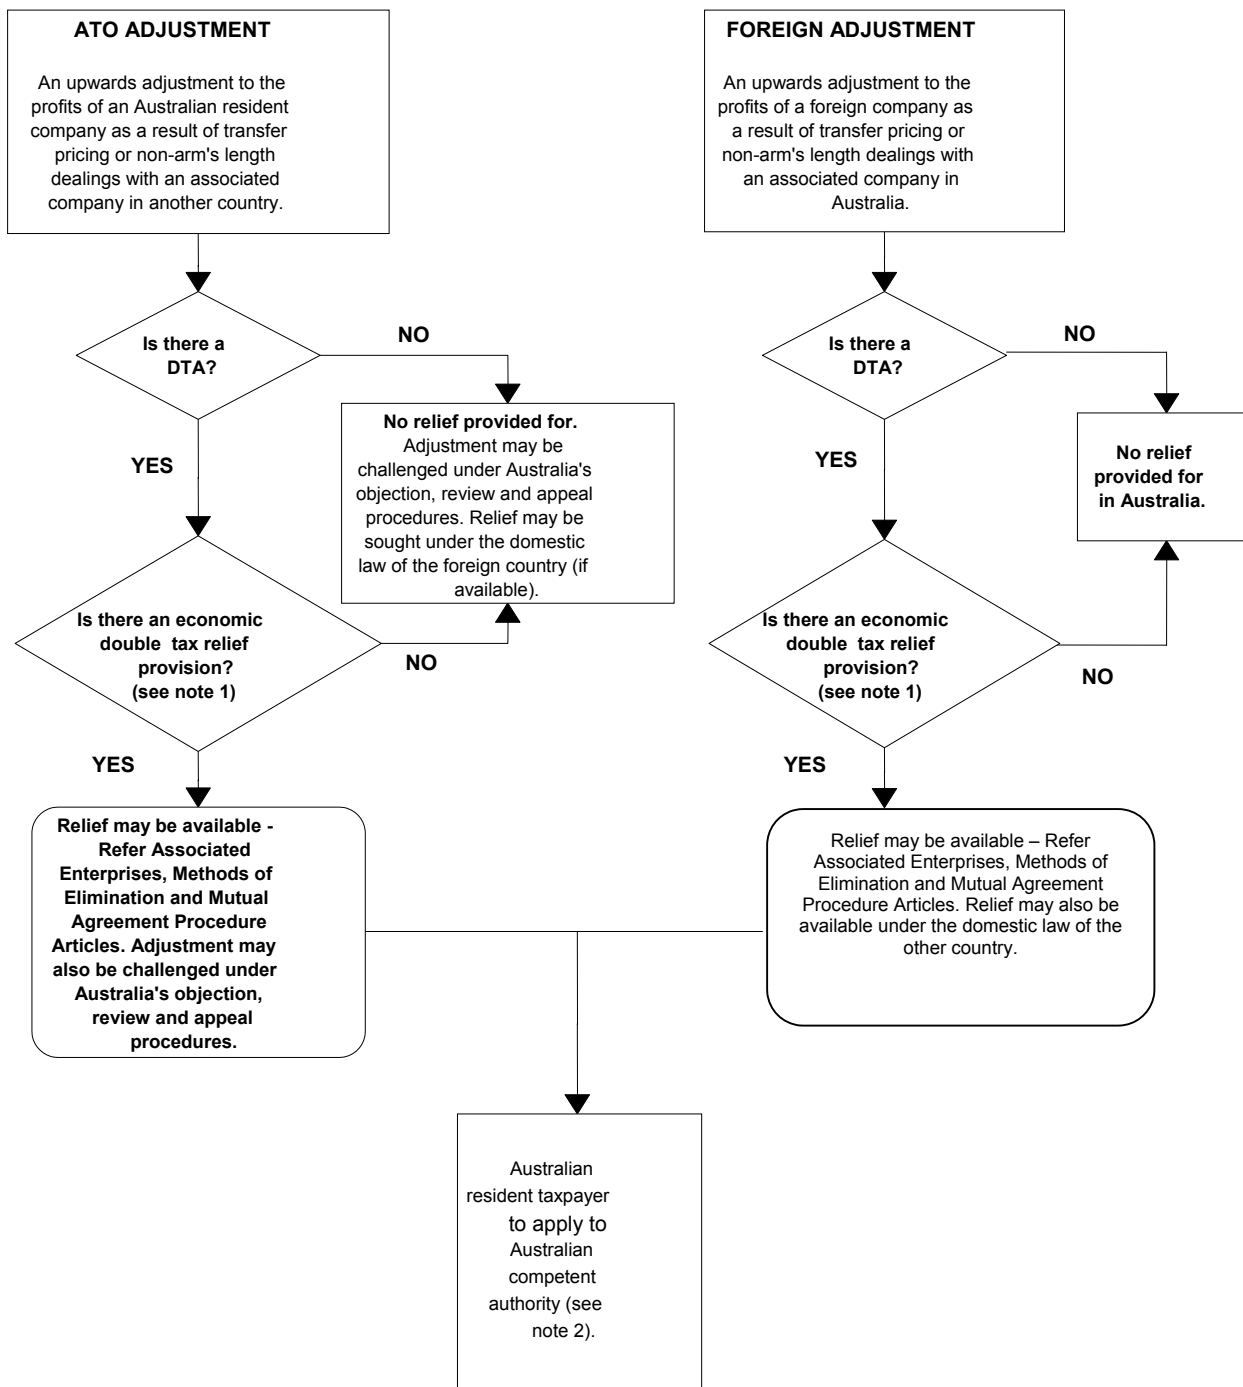 ATO ADJUSTMENT
An upwards adjustment to the
profits of an Australian resident
company as a result of transfer
pricing or non-arm's length
dealings with an associated
company in another country.
FOREIGN ADJUSTMENT
An upwards adjustment to the
profits of a foreign company as
a result of transfer pricing or
non-arm's length dealings with
an associated company in
Australia.
Is there a
DTA?
NO
YES
No relief provided for.
Adjustment may be
challenged under Australia's
objection, review and appeal
procedures. Relief may be
sought under the domestic
law of the foreign country (if
available).
Is there a
DTA?
NO
YES
No relief
provided for
in Australia.
Is there an economic
double tax relief
provision?
(see note 1)
NO
YES
Is there an economic
double tax relief
provision?
(see note 1)
NO
YES
Relief may be available -
Refer Associated
Enterprises, Methods of
Elimination and Mutual
Agreement Procedure
Articles. Adjustment may
also be challenged under
Australia's objection,
review and appeal
procedures.
Relief may be available – Refer
Associated Enterprises, Methods of
Elimination and Mutual Agreement
Procedure Articles. Relief may also be
available under the domestic law of the
other country.
Australian
resident taxpayer
to apply to
Australian
competent
authority (see
note 2).